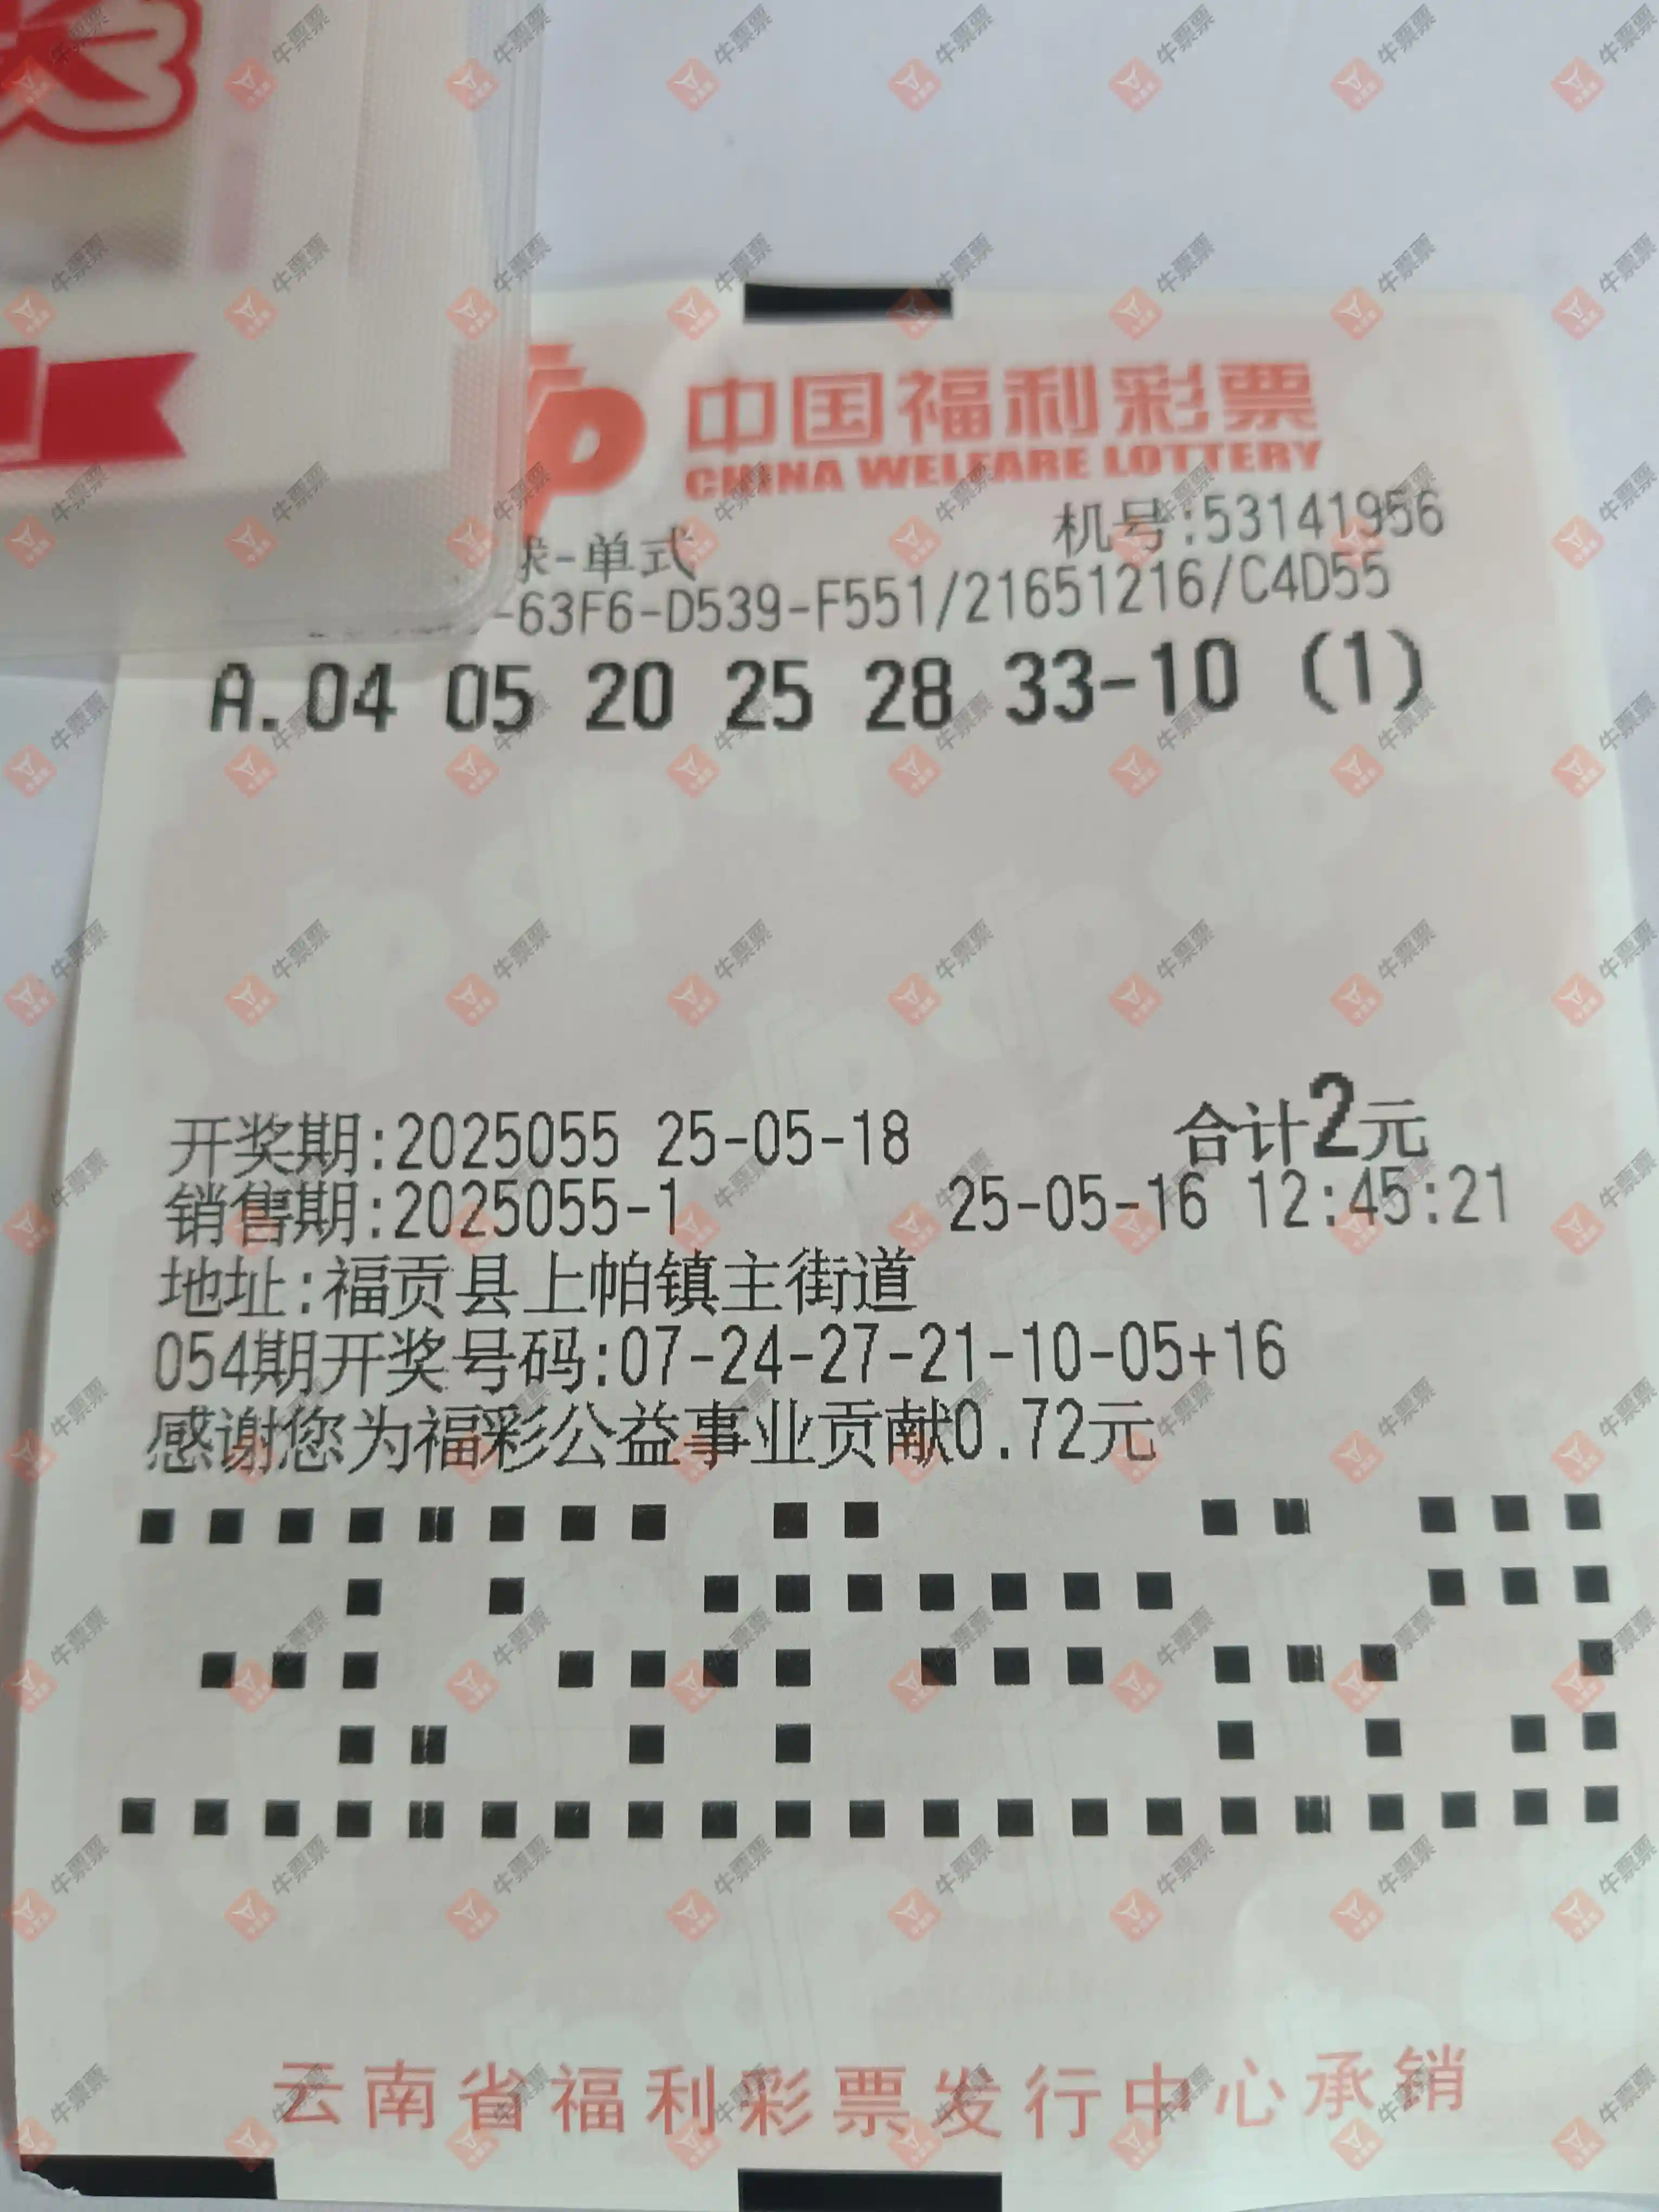 中国福利彩票
CHINA WELFARE LOTTERY
机号:53141956
球-单式
-63F6-D539-F551/21651216/C4D55
A.04 05 20 25 28 33-10 (1)
开奖期:2025055 25-05-18 合计2元
销售期:2025055-1 25-05-16 12:45:21
地址:福贡县上帕镇主街道
054期开奖号码:07-24-27-21-10-05+16
感谢您为福彩公益事业贡献0.72元
云南省福利彩票发行中心承销
牛票票